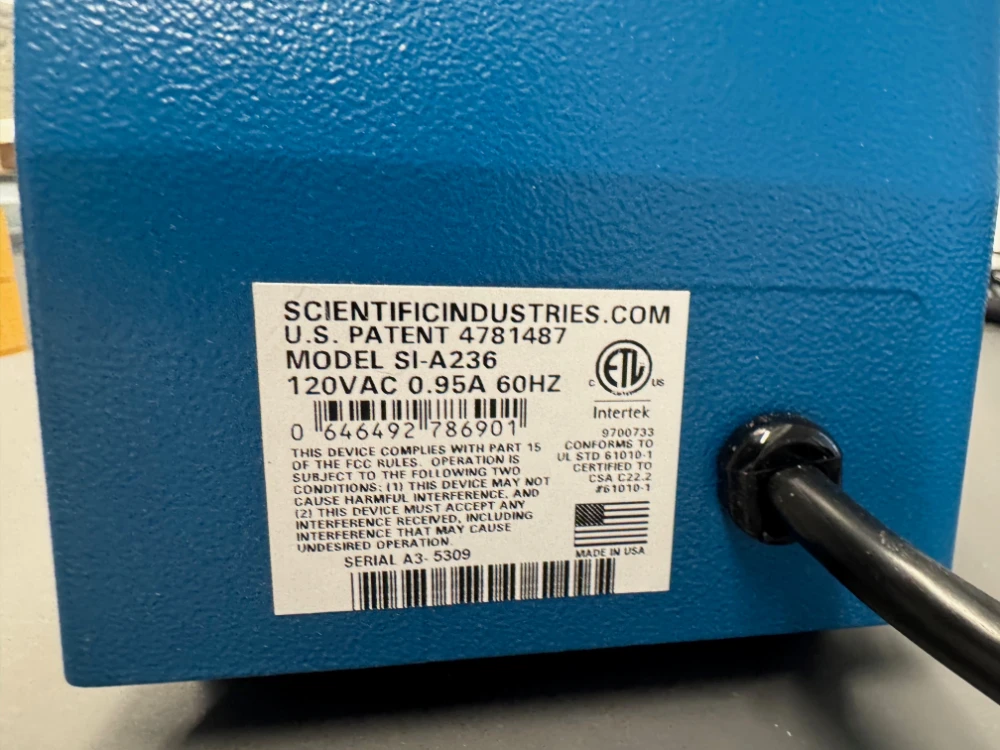 SCIENTIFICINDUSTRIES.COM
U.S. PATENT 4781487
MODEL SI-A236
120VAC 0.95A 60HZ
0 646492 786901
THIS DEVICE COMPLIES WITH PART 15
OF THE FCC RULES. OPERATION IS
SUBJECT TO THE FOLLOWING TWO
CONDITIONS: (1) THIS DEVICE MAY NOT
CAUSE HARMFUL INTERFERENCE, AND
(2) THIS DEVICE MUST ACCEPT ANY
INTERFERENCE RECEIVED, INCLUDING
INTERFERENCE THAT MAY CAUSE
UNDESIRED OPERATION.
SERIAL A3- 5309
C ETL US
Intertek
9700733
CONFORMS TO
UL STD 61010-1
CERTIFIED TO
CSA C22.2
#61010-1
MADE IN USA